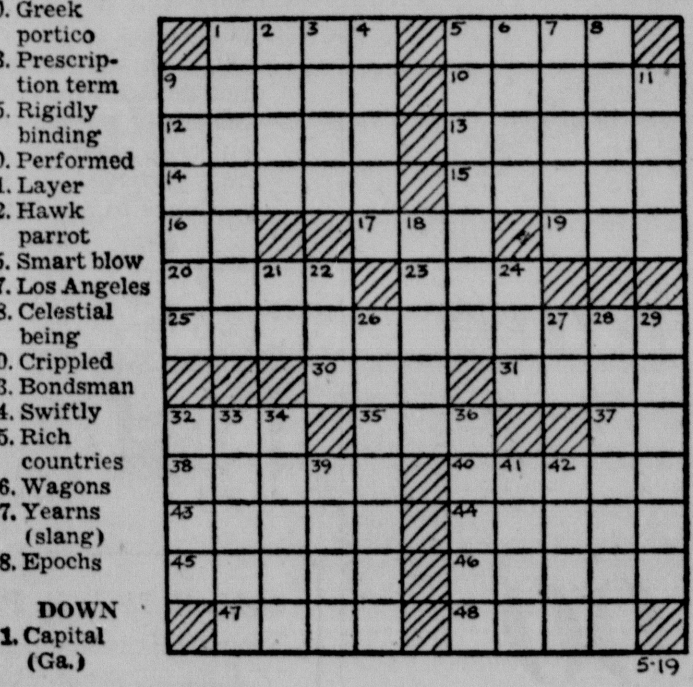 0. Greek
portico
3. Prescrip-
tion term
5. Rigidly
binding
0. Performed
1. Layer
2. Hawk
parrot
5. Smart blow
7. Los Angeles
8. Celestial
being
0. Crippled
3. Bondsman
4. Swiftly
5. Rich
countries
6. Wagons
7. Yearns
(slang)
8. Epochs
DOWN
1. Capital
(Ga.)
1 2 3 4 5 6 7 8
9 10 11
12 13
14 15
16 17 18 19
20 21 22 23 24
25 26 27 28 29
30 31
32 33 34 35 36 37
38 39 40 41 42
43 44
45 46
47 48
5-19